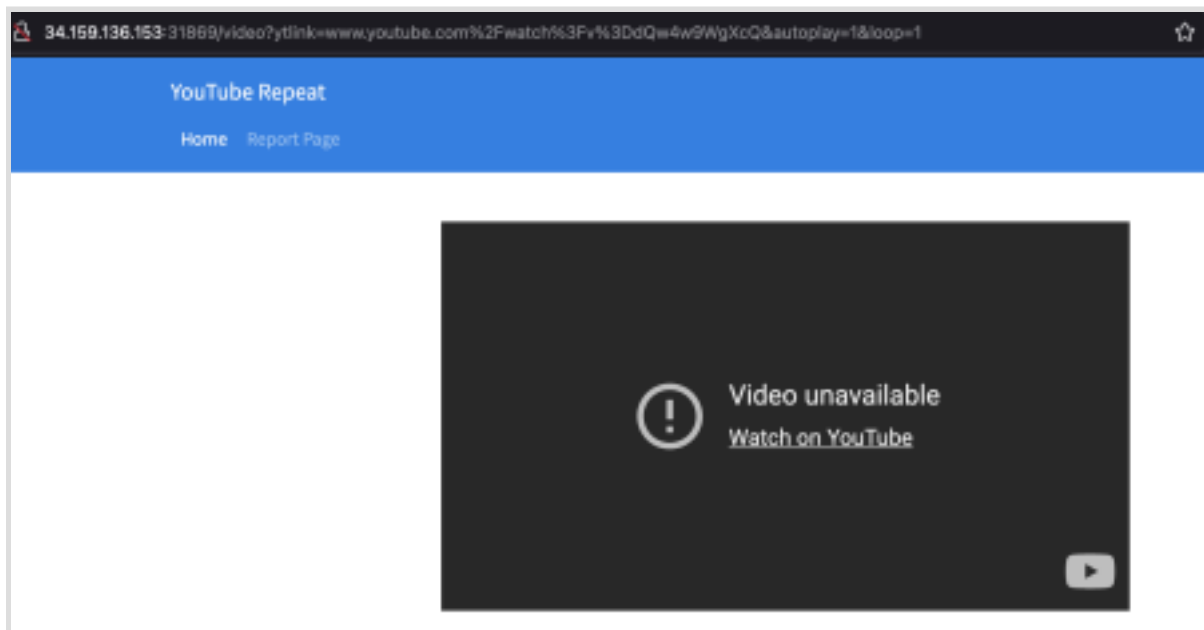 34.159.136.153:31869/video?ytlink=www.youtube.com%2Fwatch%3Fv%3DdQw4w9WgXcQ&autoplay=1&loop=1
YouTube Repeat
Home Report Page
Video unavailable
Watch on YouTube